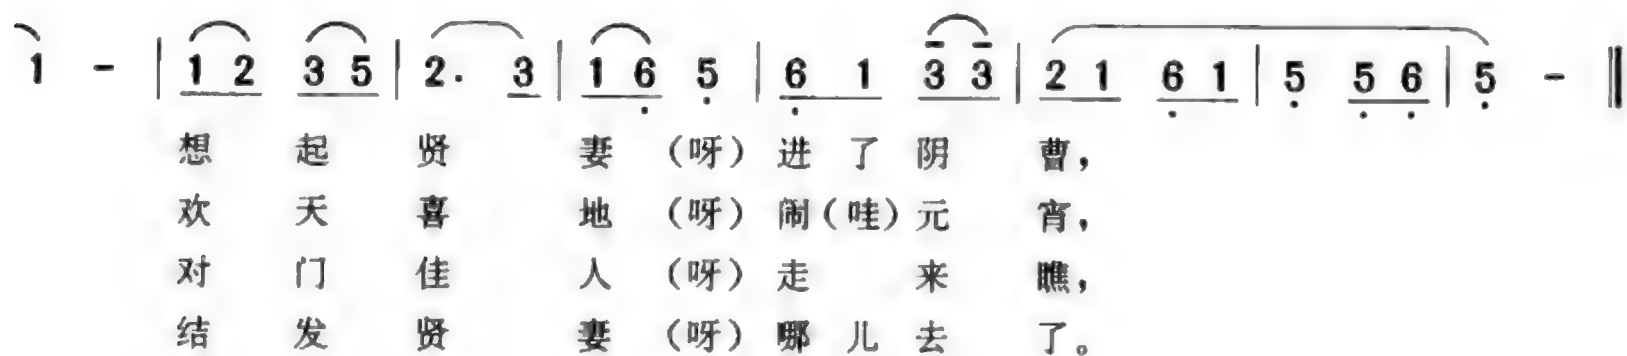 1 - | 1 2 3 5 | 2. 3 | 1 6 5 | 6 1 3 3 | 2 1 6 1 | 5 5 6 | 5 - ‖
想 起 贤 妻 (呀) 进 了 阴 曹,
欢 天 喜 地 (呀) 闹 (哇) 元 宵,
对 门 佳 人 (呀) 走 来 瞧,
结 发 贤 妻 (呀) 哪 儿 去 了。